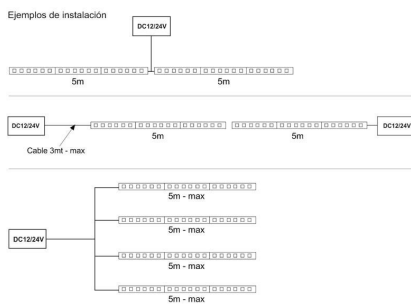 Ejemplos de instalación
DC12/24V
5m 5m
DC12/24V DC12/24V
5m 5m
Cable 3mt - max
5m - max
5m - max
DC12/24V
5m - max
5m - max